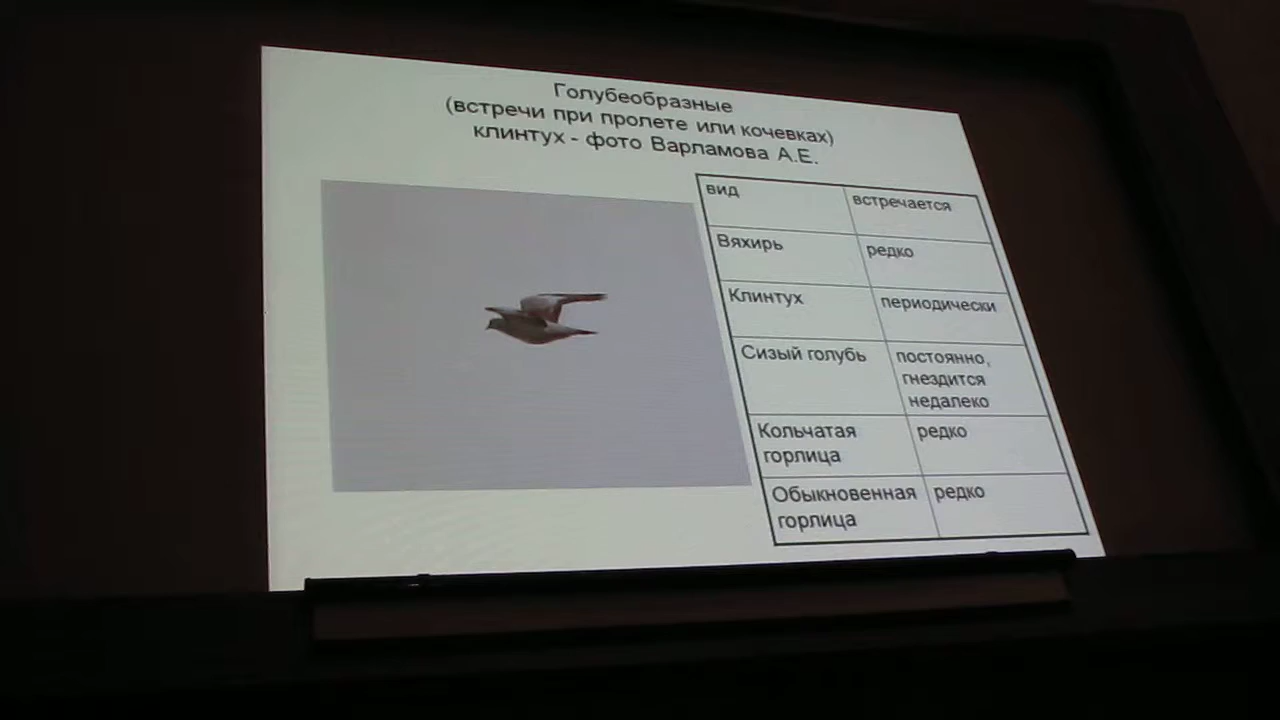 Голубеобразные
(встречи при пролете или кочевках)
клинтух - фото Варламова А.Е.
вид встречается
Вяхирь редко
Клинтух периодически
Сизый голубь постоянно,
гнездится
недалеко
Кольчатая редко
горлица
Обыкновенная редко
горлица